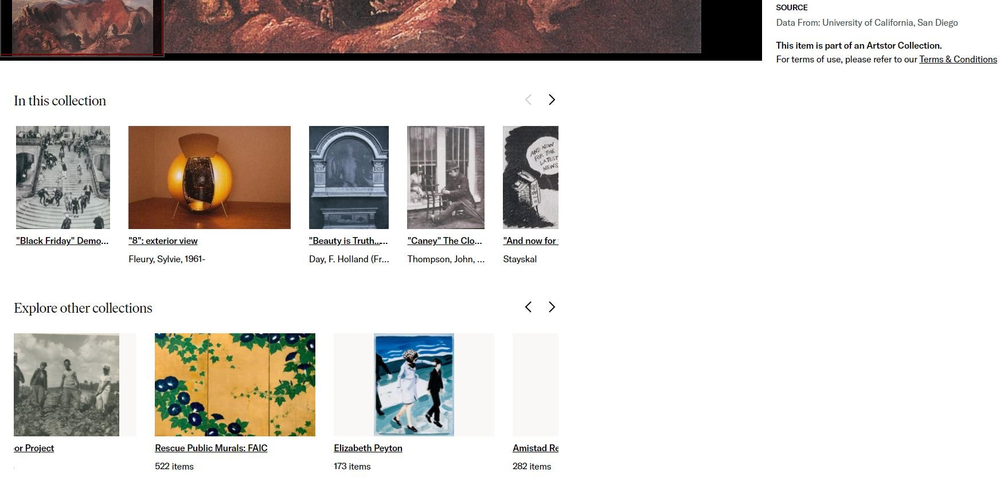 SOURCE
Data From: University of California, San Diego
This item is part of an Artstor Collection.
For terms of use, please refer to our Terms & Conditions
In this collection
AND NOW
FOR THE
LATEST
NEWS
"Black Friday" Demo...
"8": exterior view
Fleury, Sylvie, 1961-
"Beauty is Truth......
Day, F. Holland (Fr...
"Caney" The Clo...
Thompson, John, ...
"And now for
Stayskal
Explore other collections
or Project
Rescue Public Murals: FAIC
522 items
Elizabeth Peyton
173 items
Amistad Re
282 items